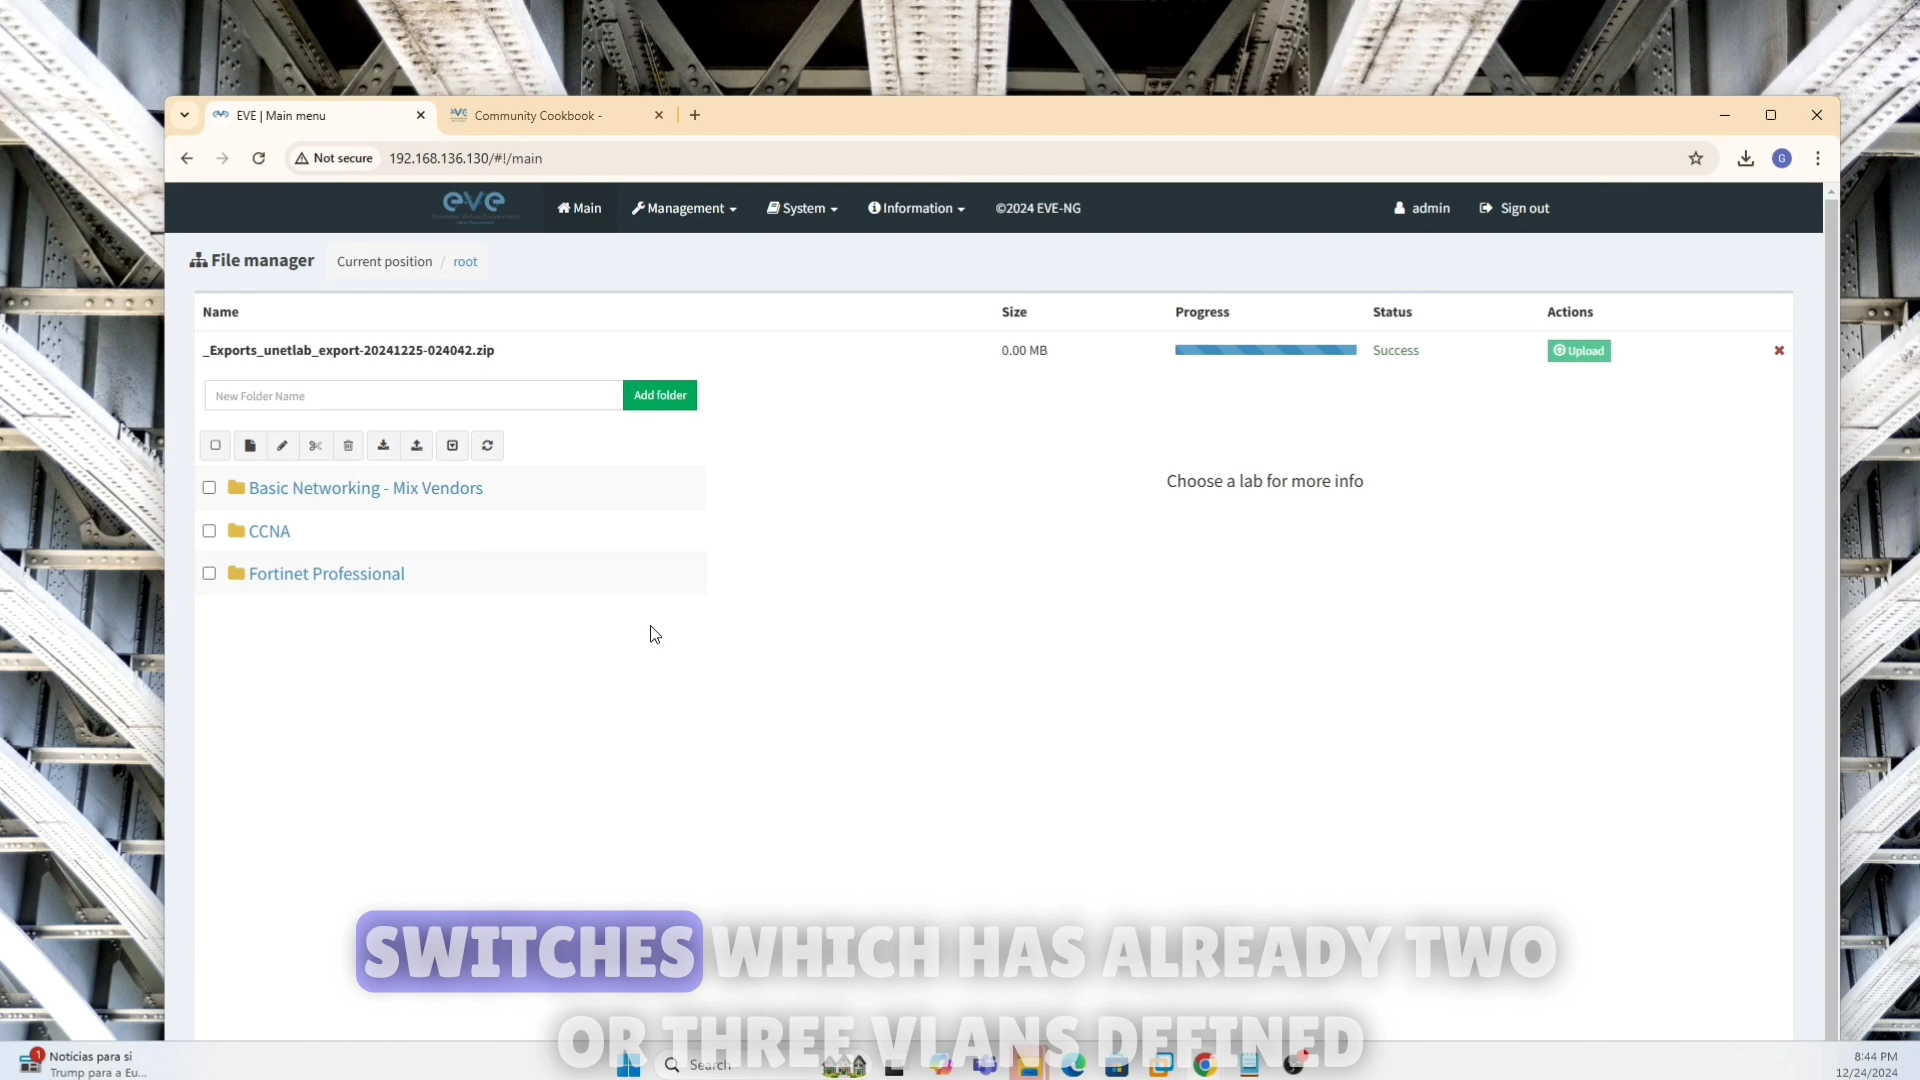 EVE | Main menu
Community Cookbook -
Not secure
192.168.136.130/#!/main
eve
Main
Management
System
Information
©2024 EVE-NG
admin
Sign out
File manager
Current position / root
Name
Size
Progress
Status
Actions
_Exports_unetlab_export-20241225-024042.zip
0.00 MB
Success
Upload
New Folder Name
Add folder
Basic Networking - Mix Vendors
CCNA
Fortinet Professional
Choose a lab for more info
SWITCHES WHICH HAS ALREADY TWO
OR THREE VLANS DEFINED
1
Notícias para si
Trump para a Eu...
Search
G
8:44 PM
12/24/2024